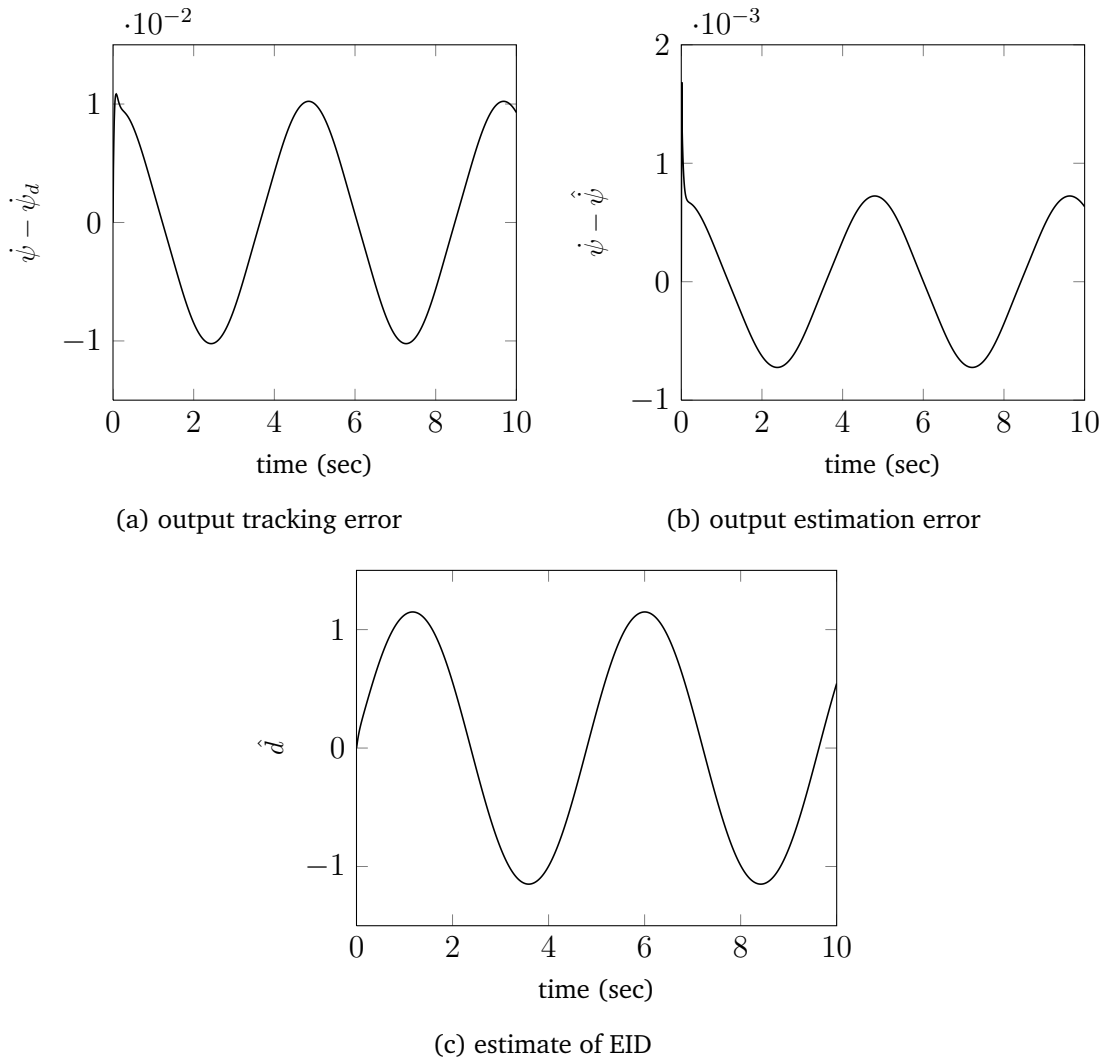 ·10⁻²
1
0
−1
ψ̇ − ψ̇_d
0 2 4 6 8 10
time (sec)
(a) output tracking error
·10⁻³
2
1
0
−1
ψ̇ − ψ̇̂
0 2 4 6 8 10
time (sec)
(b) output estimation error
1
0
−1
d̂
0 2 4 6 8 10
time (sec)
(c) estimate of EID